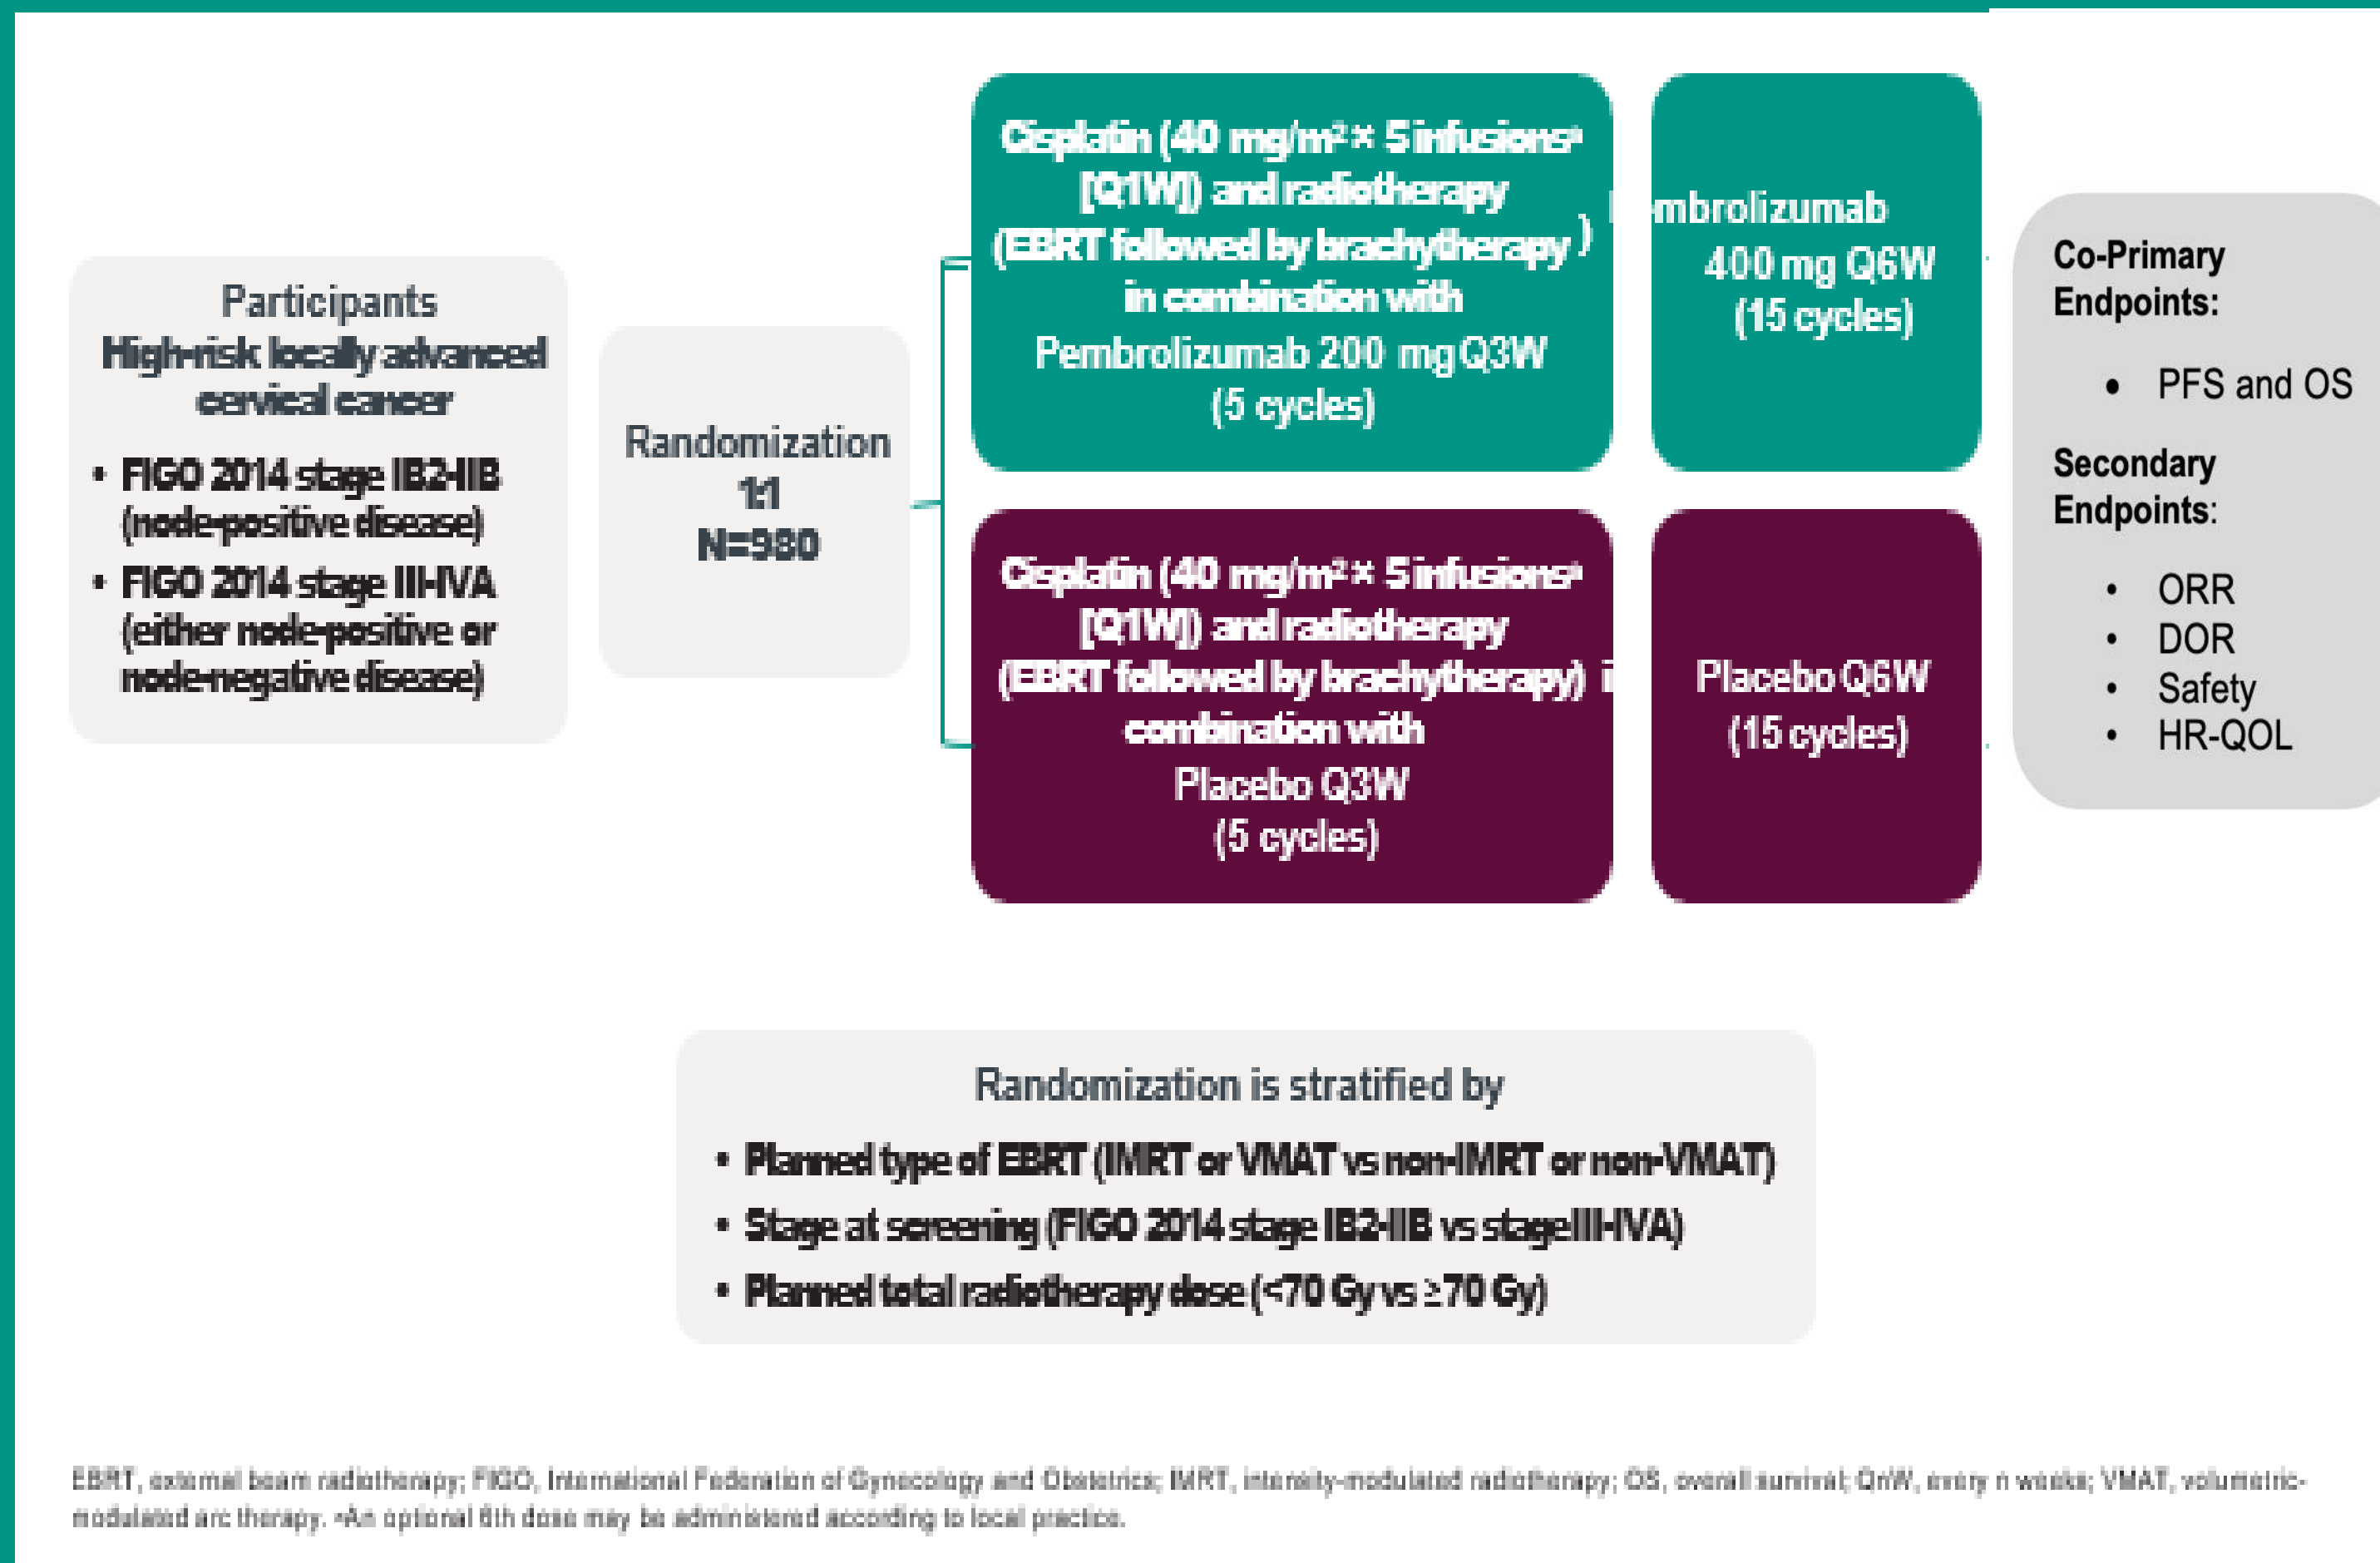 Participants
High-risk locally advanced
cervical cancer
• FIGO 2014 stage IB2-IIB
(node-positive disease)
• FIGO 2014 stage III-IVA
(either node-positive or
node-negative disease)
Randomization
1:1
N=980
Cisplatin (40 mg/m² × 5 infusionsᵃ
[Q1W]) and radiotherapy
(EBRT followed by brachytherapy )
in combination with
Pembrolizumab 200 mg Q3W
(5 cycles)
mbrolizumab
400 mg Q6W
(15 cycles)
Cisplatin (40 mg/m² × 5 infusionsᵃ
[Q1W]) and radiotherapy
(EBRT followed by brachytherapy) i
combination with
Placebo Q3W
(5 cycles)
Placebo Q6W
(15 cycles)
Co-Primary
Endpoints:
• PFS and OS
Secondary
Endpoints:
• ORR
• DOR
• Safety
• HR-QOL
Randomization is stratified by
• Planned type of EBRT (IMRT or VMAT vs non-IMRT or non-VMAT)
• Stage at screening (FIGO 2014 stage IB2-IIB vs stage III-IVA)
• Planned total radiotherapy dose (<70 Gy vs ≥70 Gy)
EBRT, external beam radiotherapy; FIGO, International Federation of Gynecology and Obstetrics; IMRT, intensity-modulated radiotherapy; OS, overall survival; QnW, every n weeks; VMAT, volumetric-
modulated arc therapy. ᵃAn optional 6th dose may be administered according to local practice.